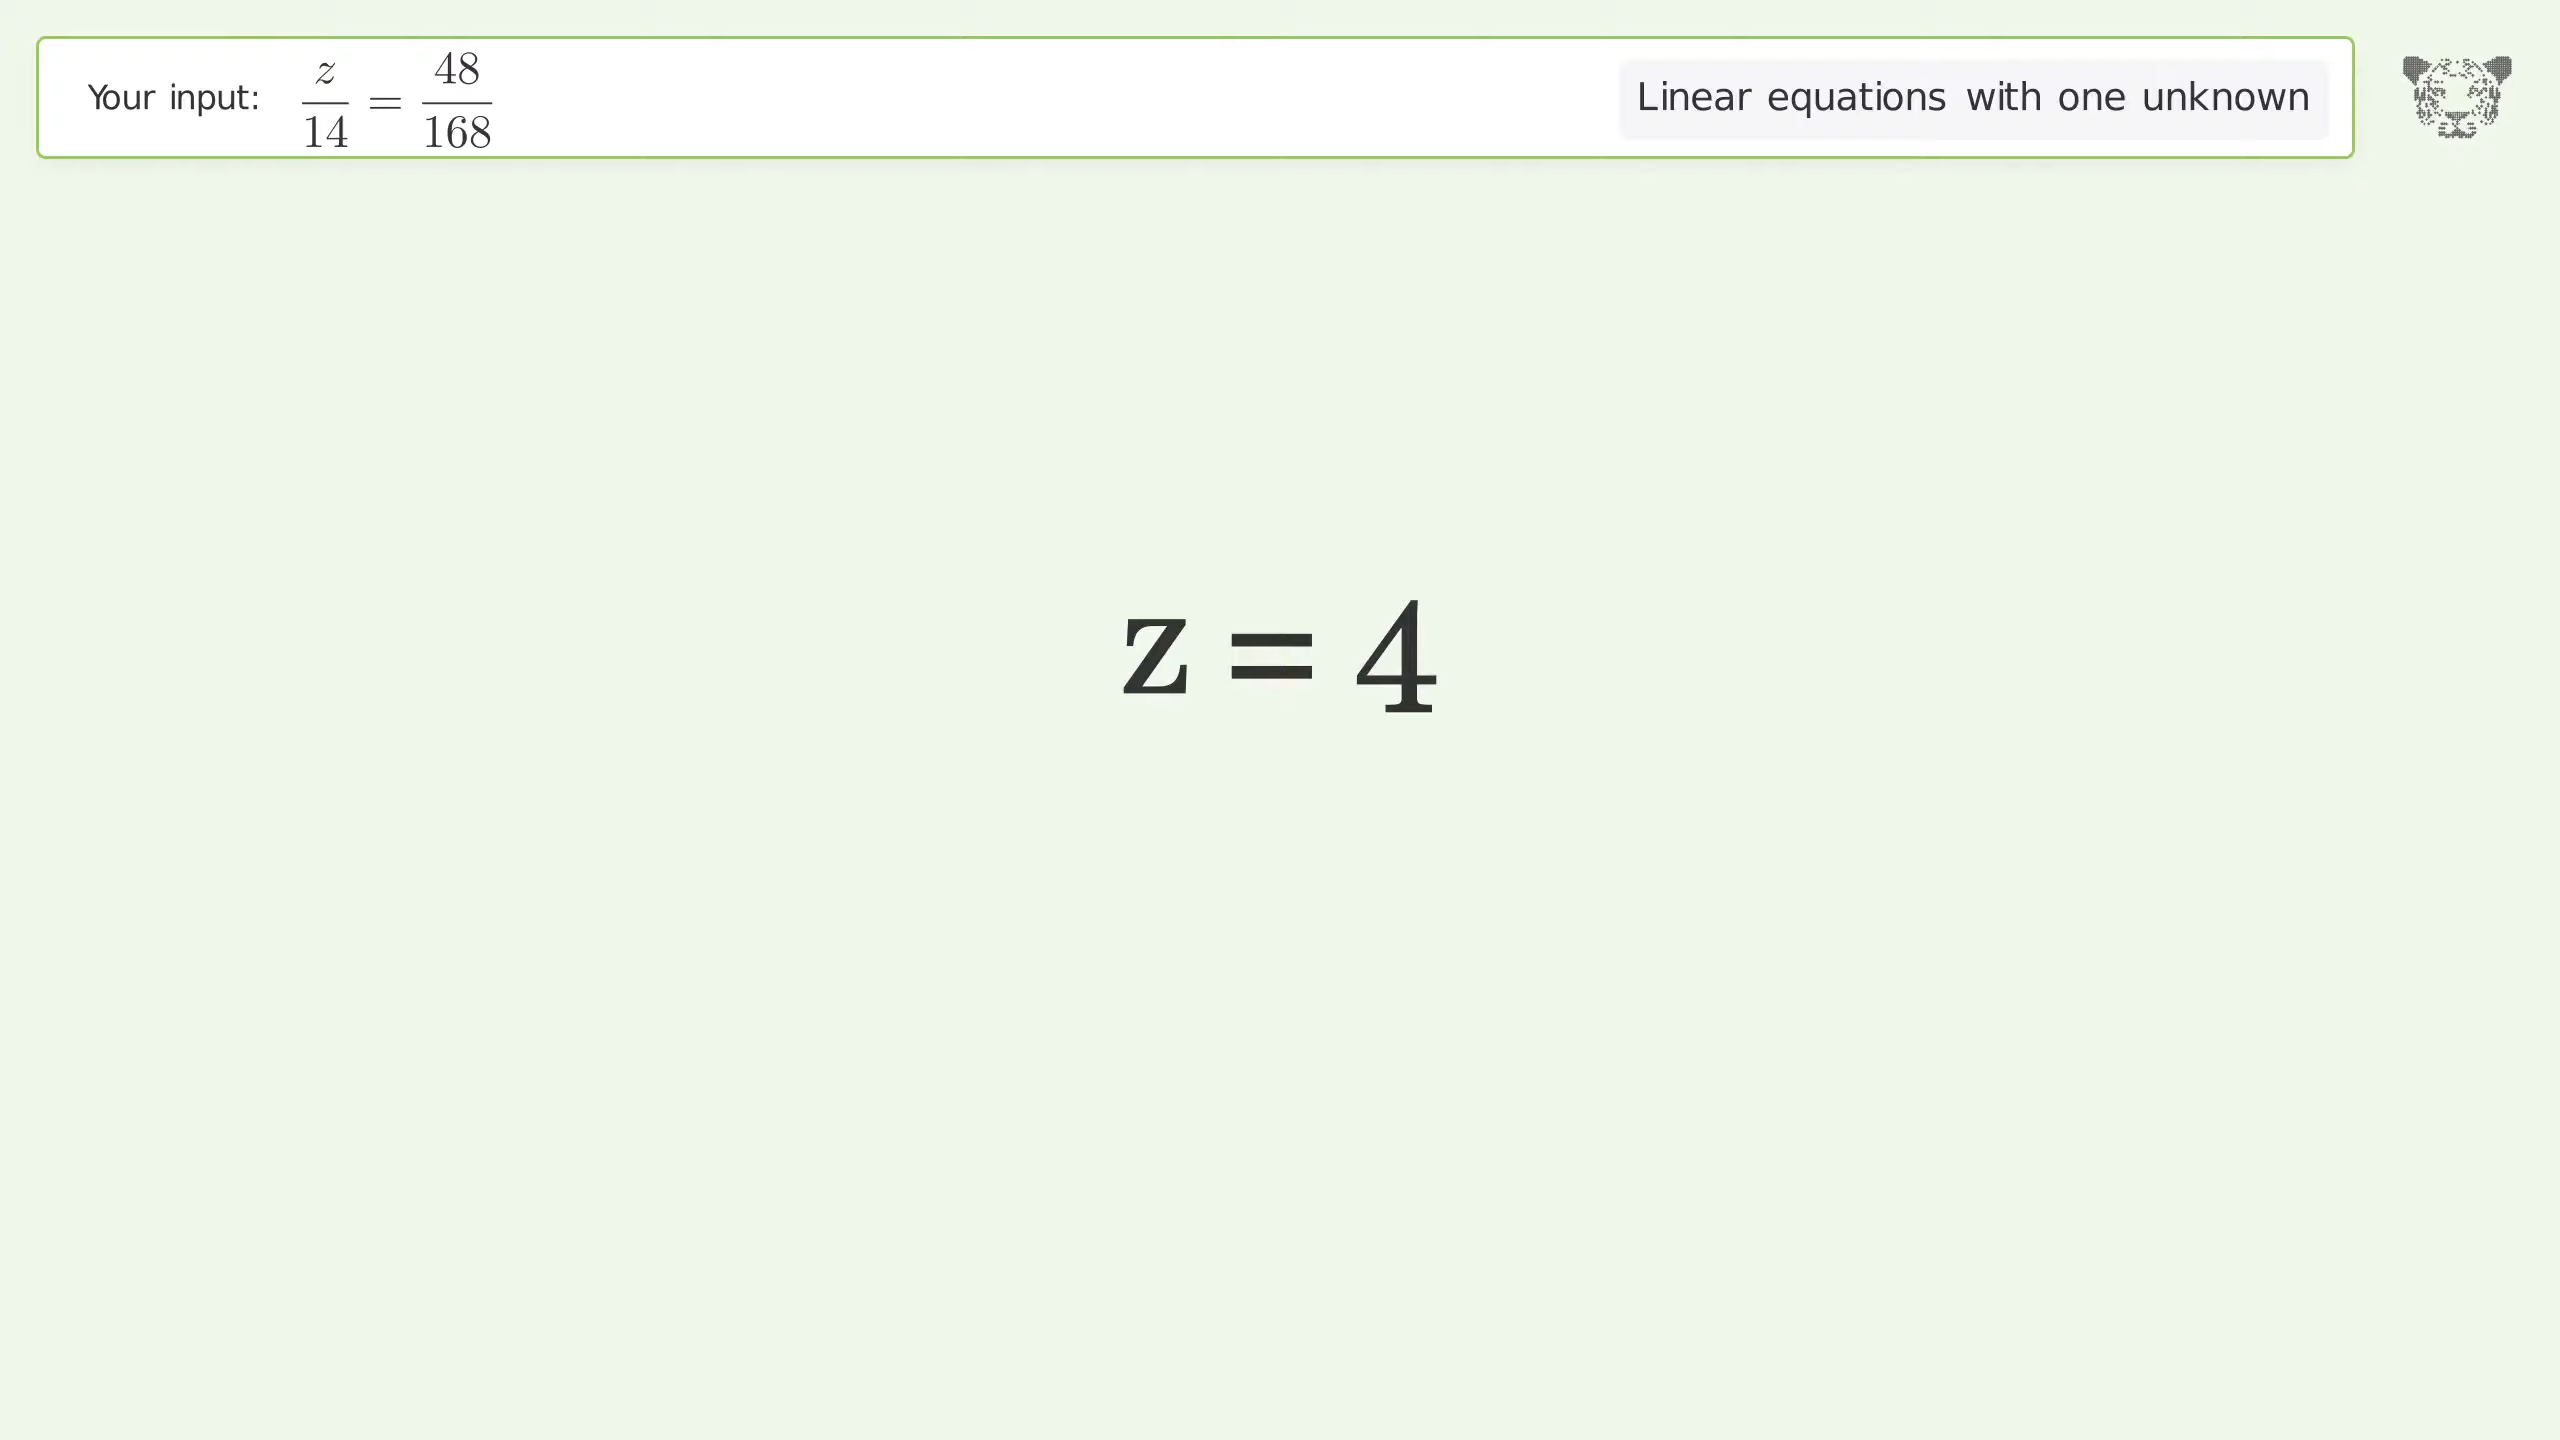 Your input: z/14 = 48/168
Linear equations with one unknown
z = 4